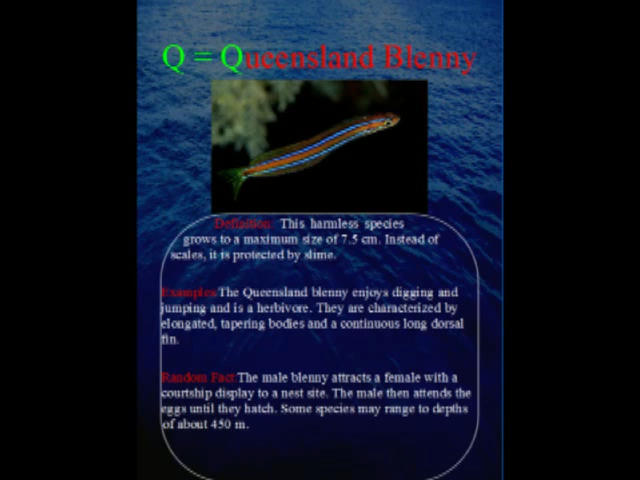 Q = Queensland Blenny
Definition: This harmless species
grows to a maximum size of 7.5 cm. Instead of
scales, it is protected by slime.
Examples:The Queensland blenny enjoys digging and
jumping and is a herbivore. They are characterized by
elongated, tapering bodies and a continuous long dorsal
fin.
Random Fact:The male blenny attracts a female with a
courtship display to a nest site. The male then attends the
eggs until they hatch. Some species may range to depths
of about 450 m.